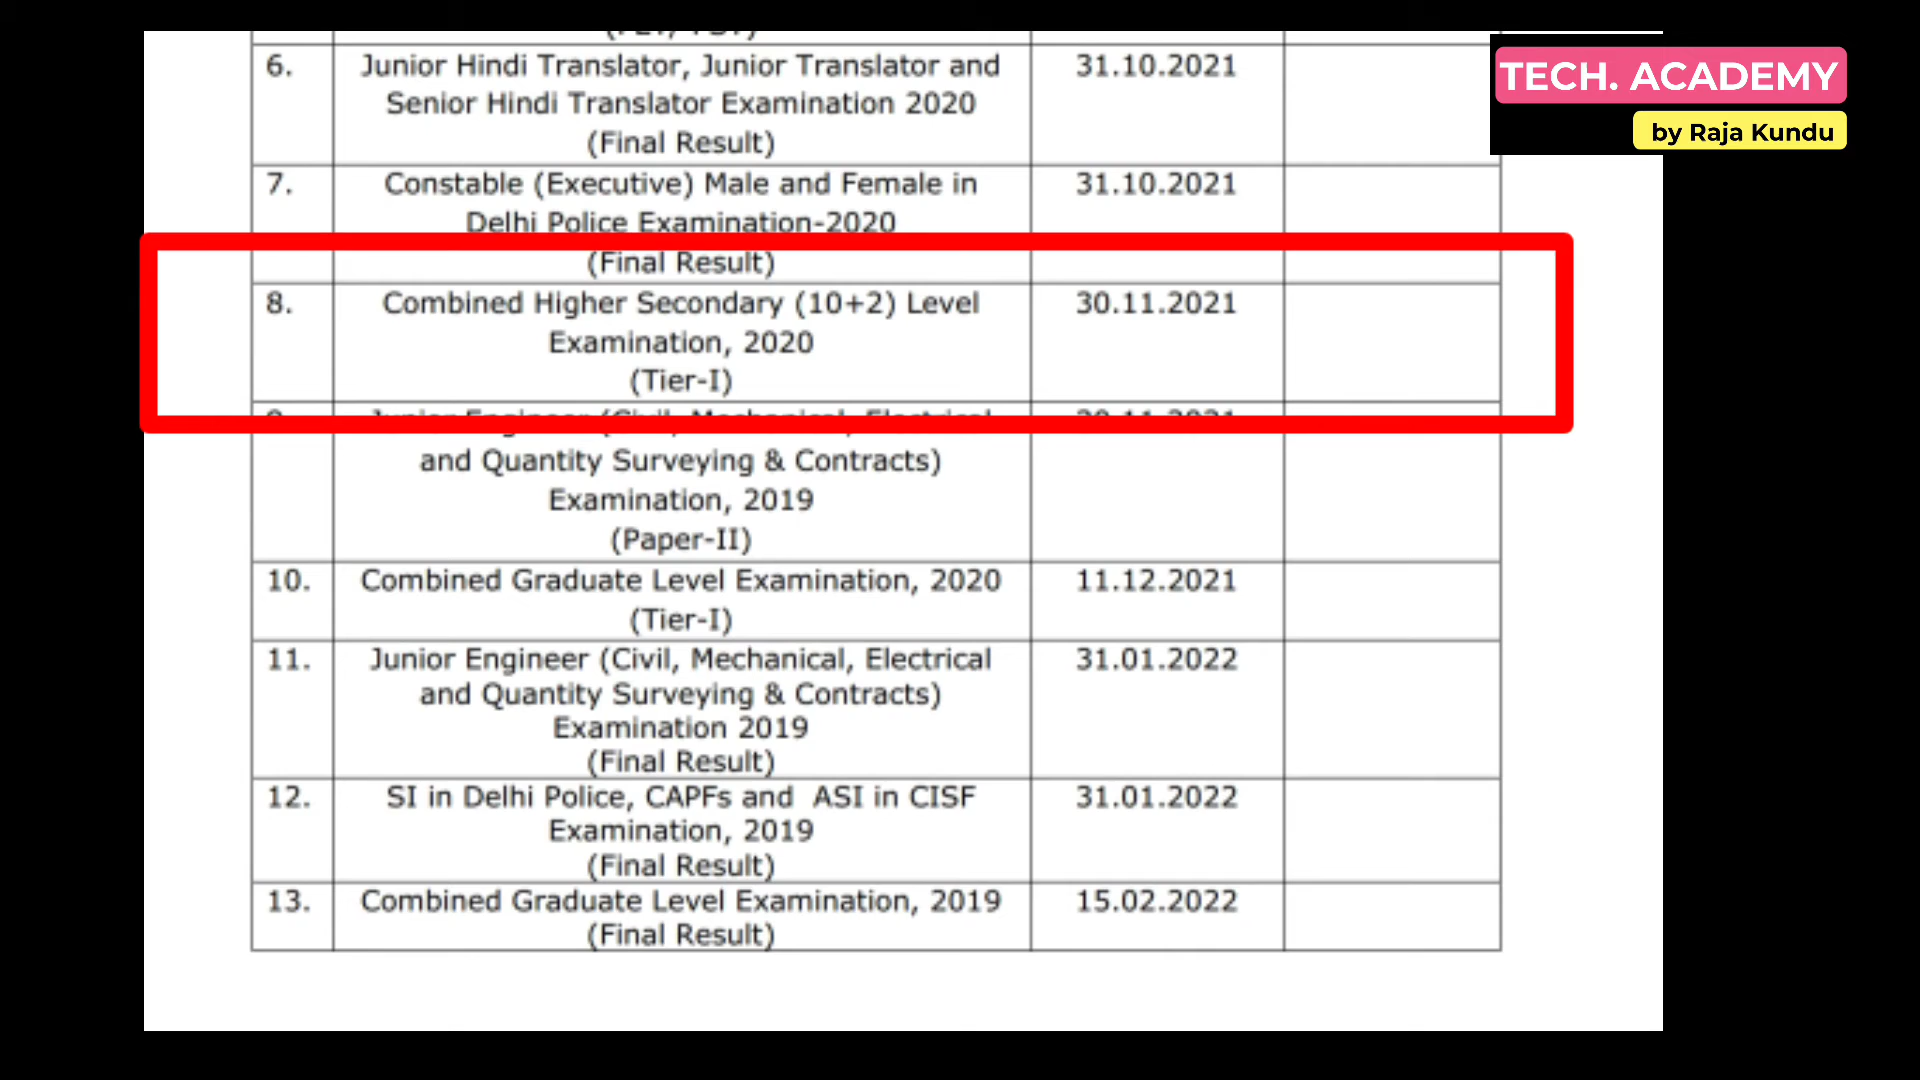 6. Junior Hindi Translator, Junior Translator and 31.10.2021
Senior Hindi Translator Examination 2020
(Final Result)
7. Constable (Executive) Male and Female in 31.10.2021
Delhi Police Examination-2020
(Final Result)
8. Combined Higher Secondary (10+2) Level 30.11.2021
Examination, 2020
(Tier-I)
Junior Engineer (Civil, Mechanical, Electrical
and Quantity Surveying & Contracts)
Examination, 2019
(Paper-II)
10. Combined Graduate Level Examination, 2020 11.12.2021
(Tier-I)
11. Junior Engineer (Civil, Mechanical, Electrical 31.01.2022
and Quantity Surveying & Contracts)
Examination 2019
(Final Result)
12. SI in Delhi Police, CAPFs and ASI in CISF 31.01.2022
Examination, 2019
(Final Result)
13. Combined Graduate Level Examination, 2019 15.02.2022
(Final Result)
TECH. ACADEMY
by Raja Kundu